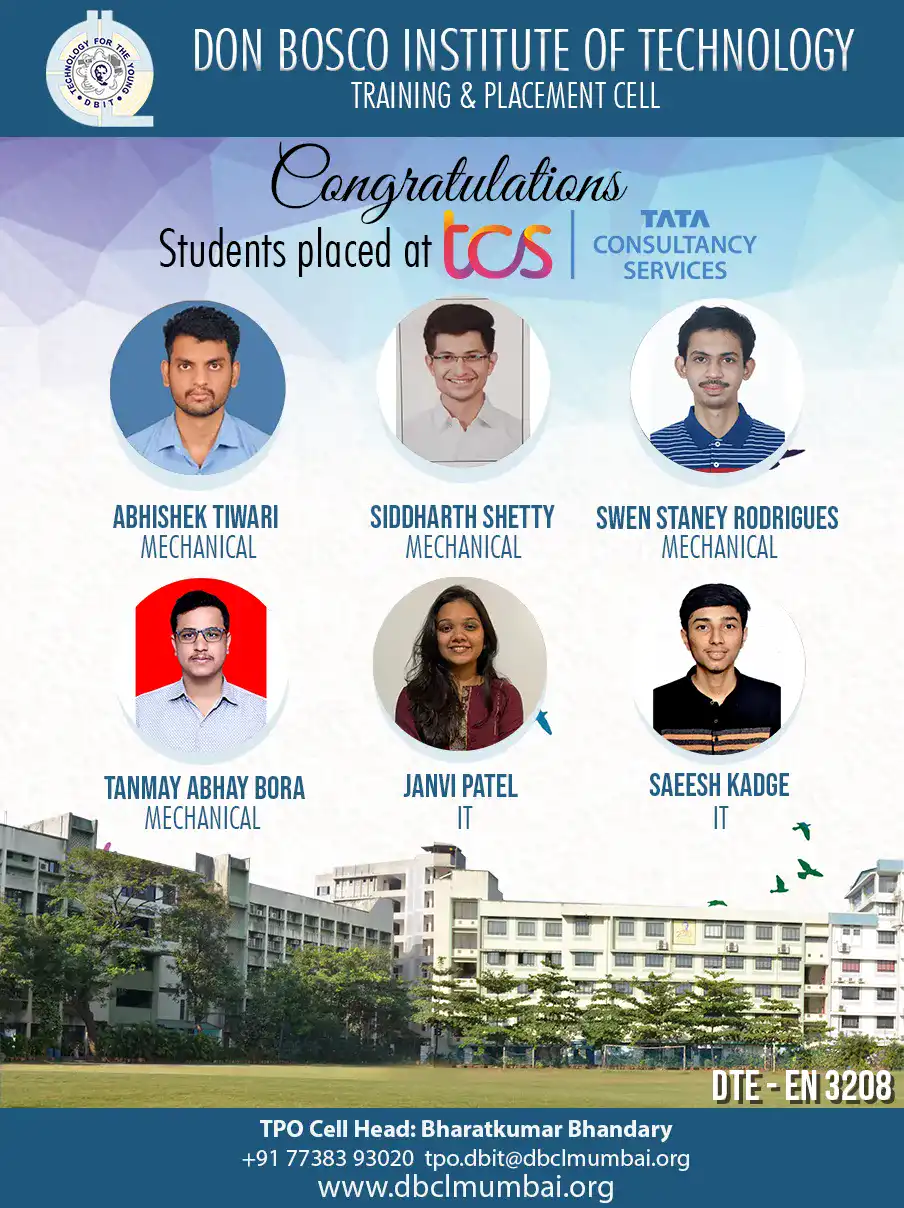 TECHNOLOGY FOR THE YOUNG
DBIT
DON BOSCO INSTITUTE OF TECHNOLOGY
TRAINING & PLACEMENT CELL
Congratulations
Students placed at tcs | TATA
CONSULTANCY
SERVICES
ABHISHEK TIWARI
MECHANICAL
SIDDHARTH SHETTY
MECHANICAL
SWEN STANEY RODRIGUES
MECHANICAL
TANMAY ABHAY BORA
MECHANICAL
JANVI PATEL
IT
SAEESH KADGE
IT
DTE - EN 3208
TPO Cell Head: Bharatkumar Bhandary
+91 77383 93020 tpo.dbit@dbclmumbai.org
www.dbclmumbai.org